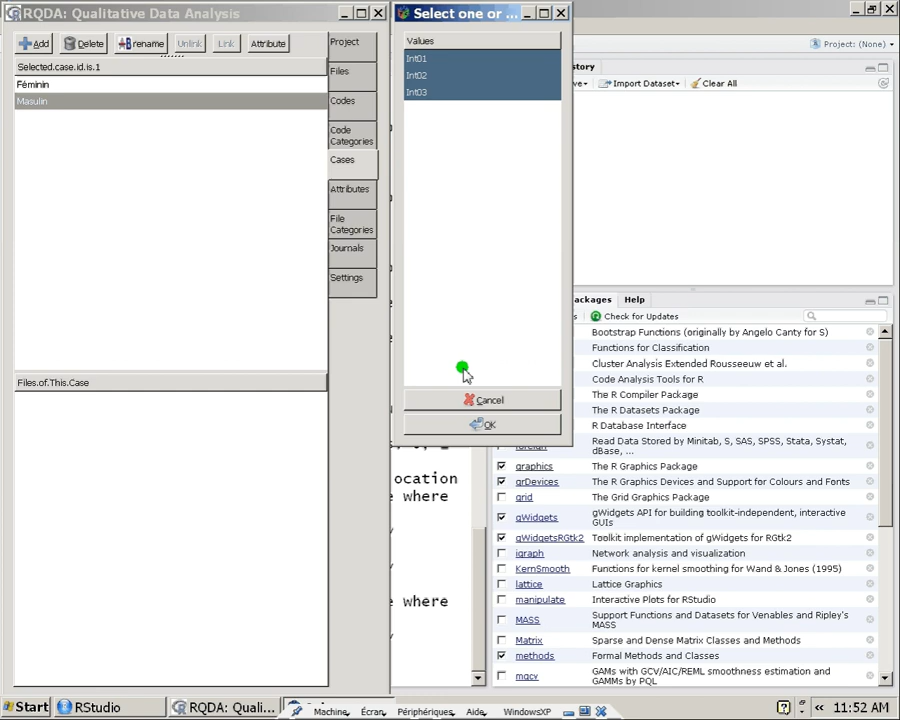 RQDA: Qualitative Data Analysis
Select one or ...
Add
Delete
rename
Unlink
Link
Attribute
Selected.case.id.is.1
Féminin
Masulin
Files.of.This.Case
Project
Files
Codes
Code
Categories
Cases
Attributes
File
Categories
Journals
Settings
Values
Int01
Int02
Int03
Cancel
OK
Project: (None)
Import Dataset
Clear All
Help
Check for Updates
Bootstrap Functions (originally by Angelo Canty for S)
Functions for Classification
Cluster Analysis Extended Rousseeuw et al.
Code Analysis Tools for R
The R Compiler Package
The R Datasets Package
R Database Interface
Read Data Stored by Minitab, S, SAS, SPSS, Stata, Systat,
dBase, ...
graphics The R Graphics Package
grDevices The R Graphics Devices and Support for Colours and Fonts
grid The Grid Graphics Package
gWidgets gWidgets API for building toolkit-independent, interactive
GUIs
gWidgetsRGtk2 Toolkit implementation of gWidgets for RGtk2
igraph Network analysis and visualization
KernSmooth Functions for kernel smoothing for Wand & Jones (1995)
lattice Lattice Graphics
manipulate Interactive Plots for RStudio
MASS Support Functions and Datasets for Venables and Ripley's
MASS
Matrix Sparse and Dense Matrix Classes and Methods
methods Formal Methods and Classes
mgcv GAMs with GCV/AIC/REML smoothness estimation and
GAMMs by PQL
where
where
Start
RStudio
RQDA: Quali...
Machine
Écran
Périphériques
Aide
WindowsXP
11:52 AM